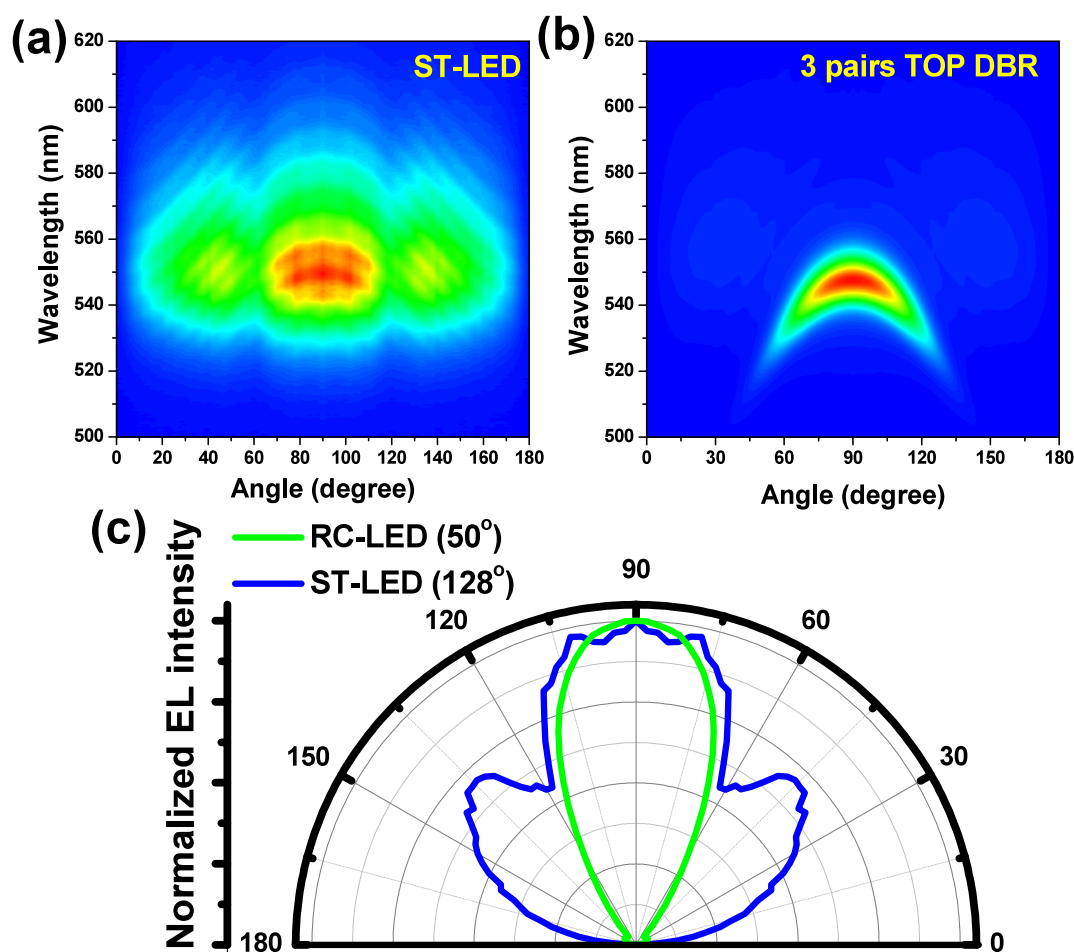 (a)
ST-LED
620
600
580
560
540
520
500
Wavelength (nm)
0 20 40 60 80 100 120 140 160 180
Angle (degree)
(b)
3 pairs TOP DBR
620
600
580
560
540
520
500
Wavelength (nm)
0 30 60 90 120 150 180
Angle (degree)
(c)
RC-LED (50°)
ST-LED (128°)
Normalized EL intensity
90
120 60
150 30
180 0